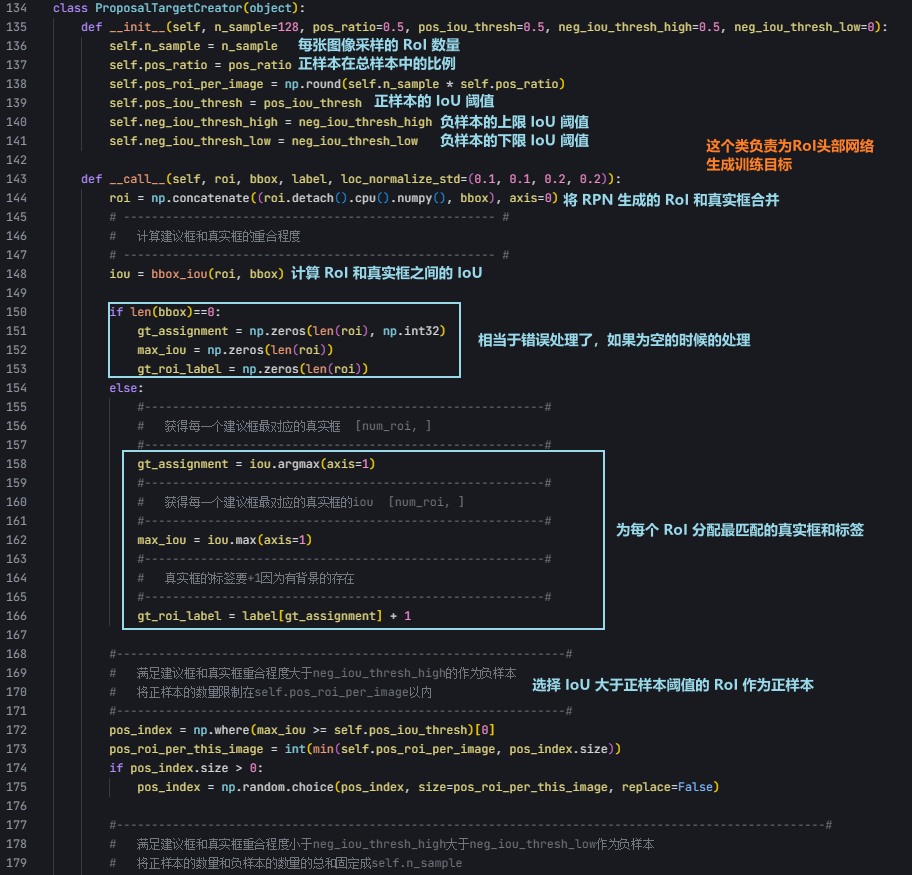 134 class ProposalTargetCreator(object):
135 def __init__(self, n_sample=128, pos_ratio=0.5, pos_iou_thresh=0.5, neg_iou_thresh_high=0.5, neg_iou_thresh_low=0):
136 self.n_sample = n_sample 每张图像采样的 RoI 数量
137 self.pos_ratio = pos_ratio 正样本在总样本中的比例
138 self.pos_roi_per_image = np.round(self.n_sample * self.pos_ratio)
139 self.pos_iou_thresh = pos_iou_thresh 正样本的 IoU 阈值
140 self.neg_iou_thresh_high = neg_iou_thresh_high 负样本的上限 IoU 阈值
141 self.neg_iou_thresh_low = neg_iou_thresh_low 负样本的下限 IoU 阈值
这个类负责为RoI头部网络
生成训练目标
142
143 def __call__(self, roi, bbox, label, loc_normalize_std=(0.1, 0.1, 0.2, 0.2)):
144 roi = np.concatenate((roi.detach().cpu().numpy(), bbox), axis=0) 将 RPN 生成的 RoI 和真实框合并
145 # ----------------------------------------------------- #
146 # 计算建议框和真实框的重合程度
147 # ----------------------------------------------------- #
148 iou = bbox_iou(roi, bbox) 计算 RoI 和真实框之间的 IoU
149
150 if len(bbox)==0:
151 gt_assignment = np.zeros(len(roi), np.int32)
相当于错误处理了，如果为空的时候的处理
152 max_iou = np.zeros(len(roi))
153 gt_roi_label = np.zeros(len(roi))
154 else:
155 #---------------------------------------------------------#
156 # 获得每一个建议框最对应的真实框 [num_roi, ]
157 #---------------------------------------------------------#
158 gt_assignment = iou.argmax(axis=1)
159 #---------------------------------------------------------#
160 # 获得每一个建议框最对应的真实框的iou [num_roi, ]
161 #---------------------------------------------------------#
为每个 RoI 分配最匹配的真实框和标签
162 max_iou = iou.max(axis=1)
163 #---------------------------------------------------------#
164 # 真实框的标签要+1因为有背景的存在
165 #---------------------------------------------------------#
166 gt_roi_label = label[gt_assignment] + 1
167
168 #----------------------------------------------------------------#
169 # 满足建议框和真实框重合程度大于neg_iou_thresh_high的作为负样本
170 # 将正样本的数量限制在self.pos_roi_per_image以内
选择 IoU 大于正样本阈值的 RoI 作为正样本
171 #----------------------------------------------------------------#
172 pos_index = np.where(max_iou >= self.pos_iou_thresh)[0]
173 pos_roi_per_this_image = int(min(self.pos_roi_per_image, pos_index.size))
174 if pos_index.size > 0:
175 pos_index = np.random.choice(pos_index, size=pos_roi_per_this_image, replace=False)
176
177 #-----------------------------------------------------------------------------------------------------#
178 # 满足建议框和真实框重合程度小于neg_iou_thresh_high大于neg_iou_thresh_low作为负样本
179 # 将正样本的数量和负样本的数量的总和固定成self.n_sample